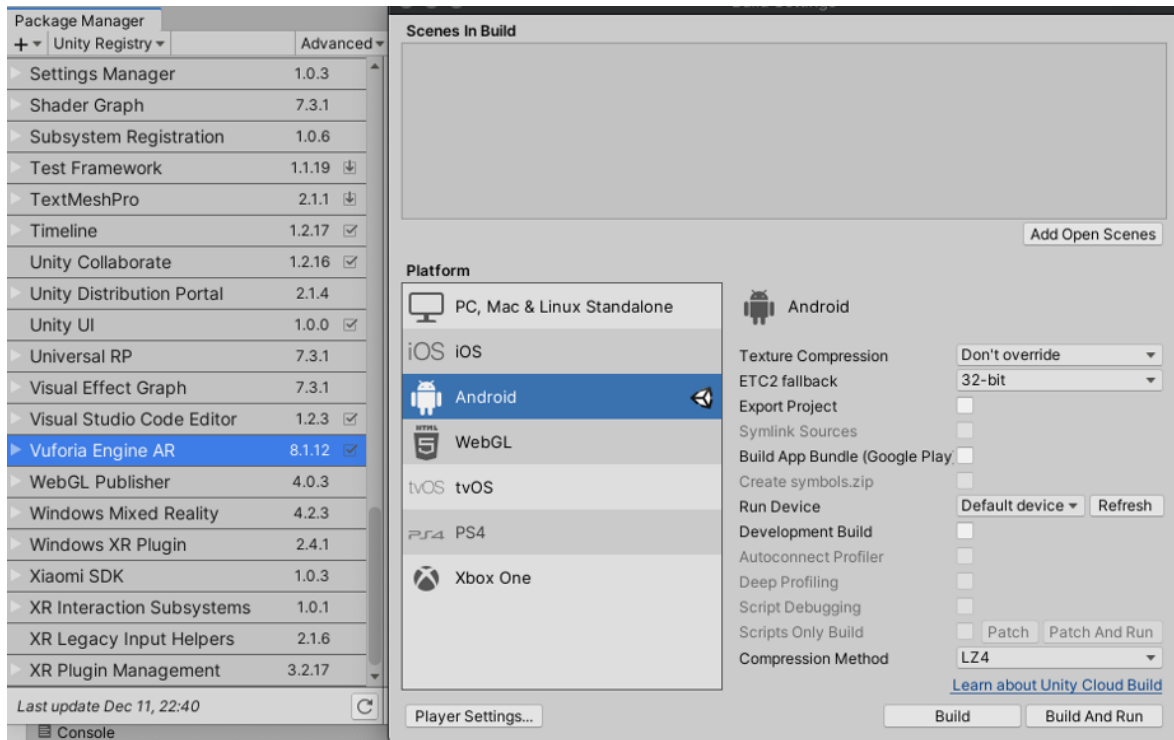 Package Manager
+ Unity Registry Advanced
Settings Manager 1.0.3
Shader Graph 7.3.1
Subsystem Registration 1.0.6
Test Framework 1.1.19
TextMeshPro 2.1.1
Timeline 1.2.17
Unity Collaborate 1.2.16
Unity Distribution Portal 2.1.4
Unity UI 1.0.0
Universal RP 7.3.1
Visual Effect Graph 7.3.1
Visual Studio Code Editor 1.2.3
Vuforia Engine AR 8.1.12
WebGL Publisher 4.0.3
Windows Mixed Reality 4.2.3
Windows XR Plugin 2.4.1
Xiaomi SDK 1.0.3
XR Interaction Subsystems 1.0.1
XR Legacy Input Helpers 2.1.6
XR Plugin Management 3.2.17
Last update Dec 11, 22:40
Console
Scenes In Build
Add Open Scenes
Platform
PC, Mac & Linux Standalone
iOS iOS
Android
HTML 5 WebGL
tvOS tvOS
PS4 PS4
Xbox One
Player Settings...
Android
Texture Compression Don't override
ETC2 fallback 32-bit
Export Project
Symlink Sources
Build App Bundle (Google Play)
Create symbols.zip
Run Device Default device Refresh
Development Build
Autoconnect Profiler
Deep Profiling
Script Debugging
Scripts Only Build Patch Patch And Run
Compression Method LZ4
Learn about Unity Cloud Build
Build Build And Run